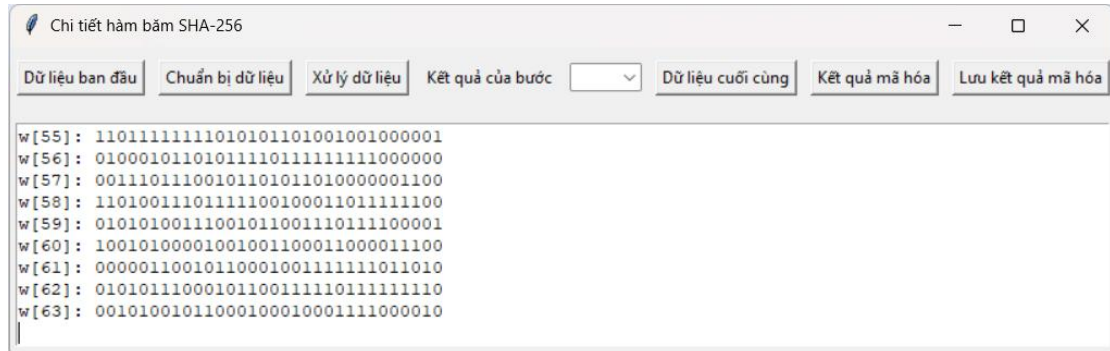 Chi tiết hàm băm SHA-256
Dữ liệu ban đầu Chuẩn bị dữ liệu Xử lý dữ liệu Kết quả của bước Dữ liệu cuối cùng Kết quả mã hóa Lưu kết quả mã hóa
w[55]: 11011111111010101101001001000001
w[56]: 01000101101011110111111111000000
w[57]: 00111011100101101011010000001100
w[58]: 11010011101111100100011011111100
w[59]: 01010100111001011001110111100001
w[60]: 10010100001001001100011000011100
w[61]: 00000110010110001001111111011010
w[62]: 01010111000101100111110111111110
w[63]: 00101001011000100010001111000010